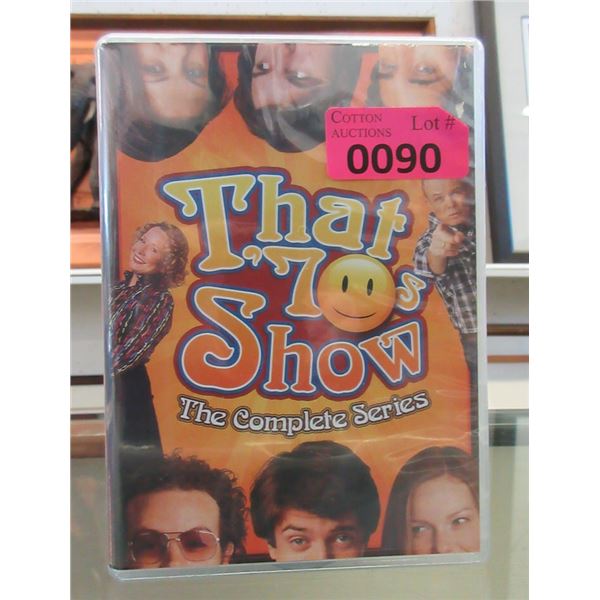 COTTON
AUCTIONS
Lot #
0090
That
'70s
Show
The Complete Series